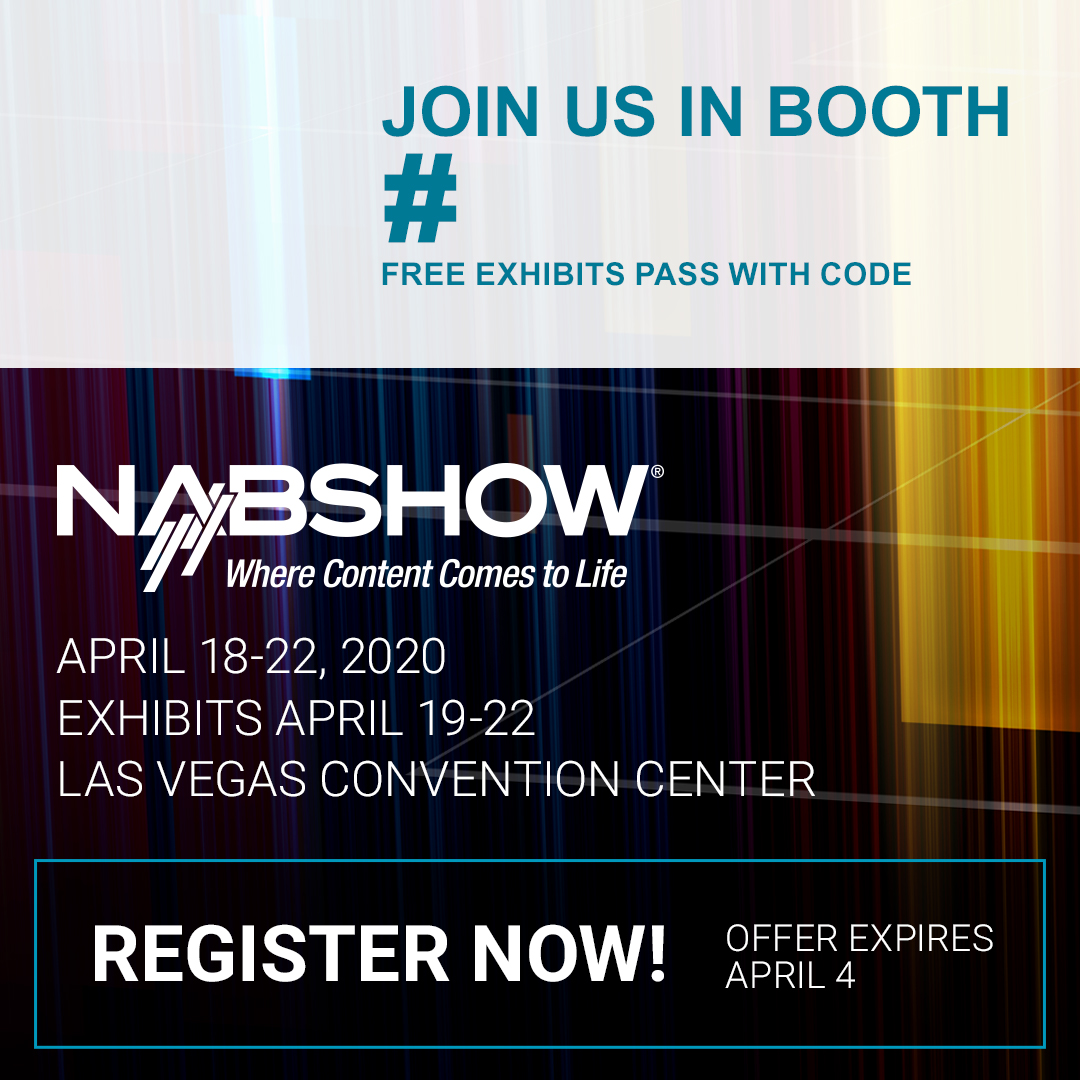 JOIN US IN BOOTH
#
FREE EXHIBITS PASS WITH CODE
NABSHOW®
Where Content Comes to Life
APRIL 18-22, 2020
EXHIBITS APRIL 19-22
LAS VEGAS CONVENTION CENTER
REGISTER NOW!
OFFER EXPIRES
APRIL 4